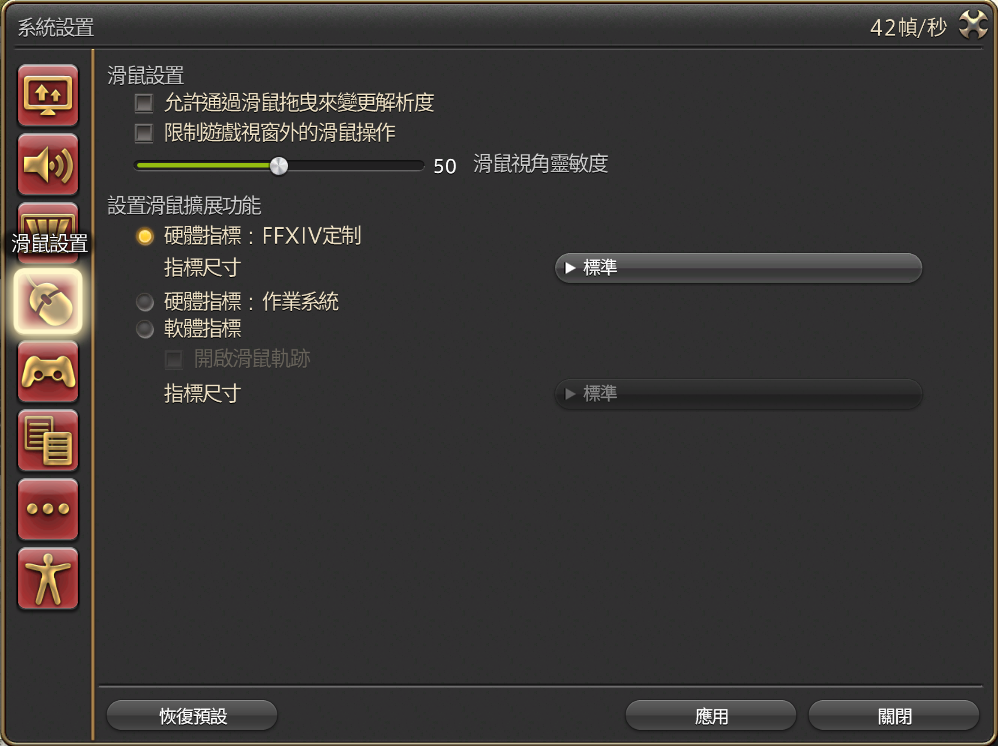 系統設置
42幀/秒
滑鼠設置
允許通過滑鼠拖曳來變更解析度
限制遊戲視窗外的滑鼠操作
50 滑鼠視角靈敏度
設置滑鼠擴展功能
硬體指標：FFXIV定制
滑鼠設置
指標尺寸 標準
硬體指標：作業系統
軟體指標
開啟滑鼠軌跡
指標尺寸 標準
恢復預設 應用 關閉